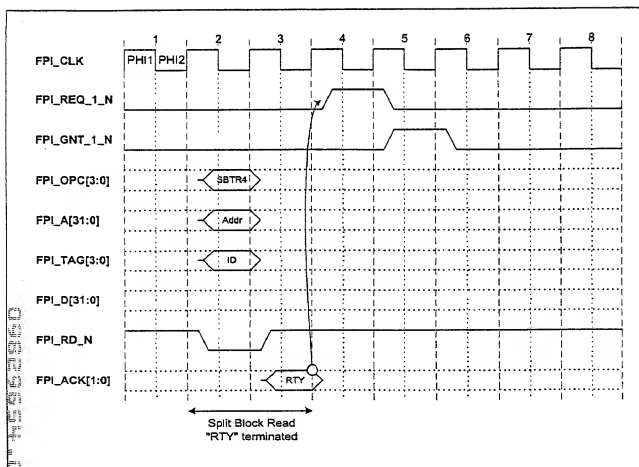 1 2 3 4 5 6 7 8
FPI_CLK PHI1 PHI2
FPI_REQ_1_N
FPI_GNT_1_N
FPI_OPC[3:0] SBTR4
FPI_A[31:0] Addr
FPI_TAG[3:0] ID
FPI_D[31:0]
FPI_RD_N
FPI_ACK[1:0] RTY
Split Block Read
"RTY" terminated